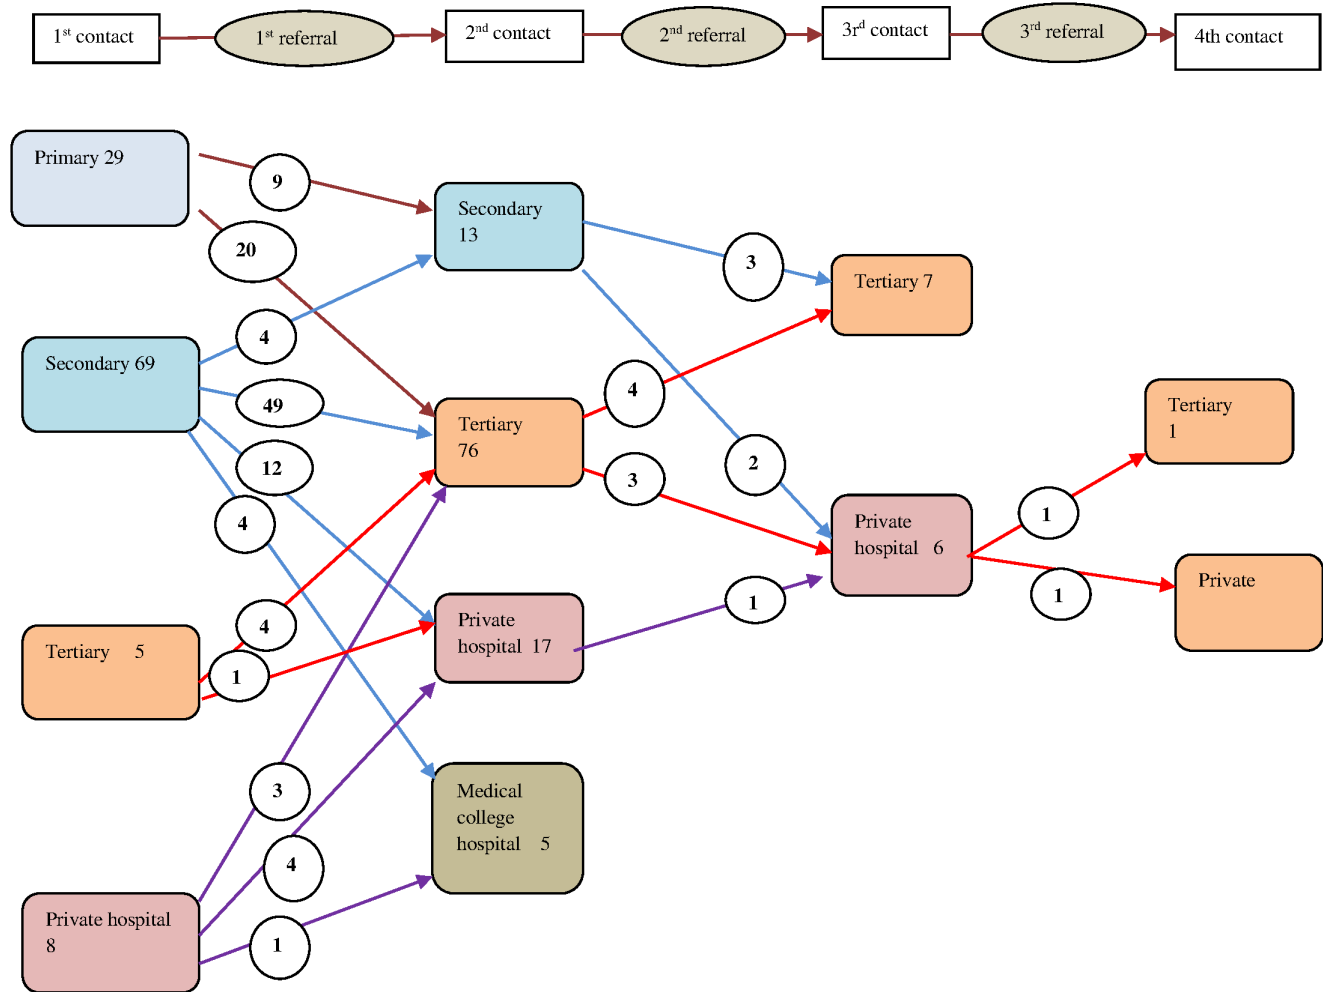 1st contact
1st referral
2nd contact
2nd referral
3rd contact
3rd referral
4th contact
Primary 29
9
20
Secondary
13
3
Tertiary 7
Secondary 69
4
49
12
4
Tertiary
76
4
3
2
Tertiary
1
Private
hospital 6
1
1
Private
Tertiary 5
4
1
Private
hospital 17
1
Medical
college
hospital 5
Private hospital
8
3
4
1